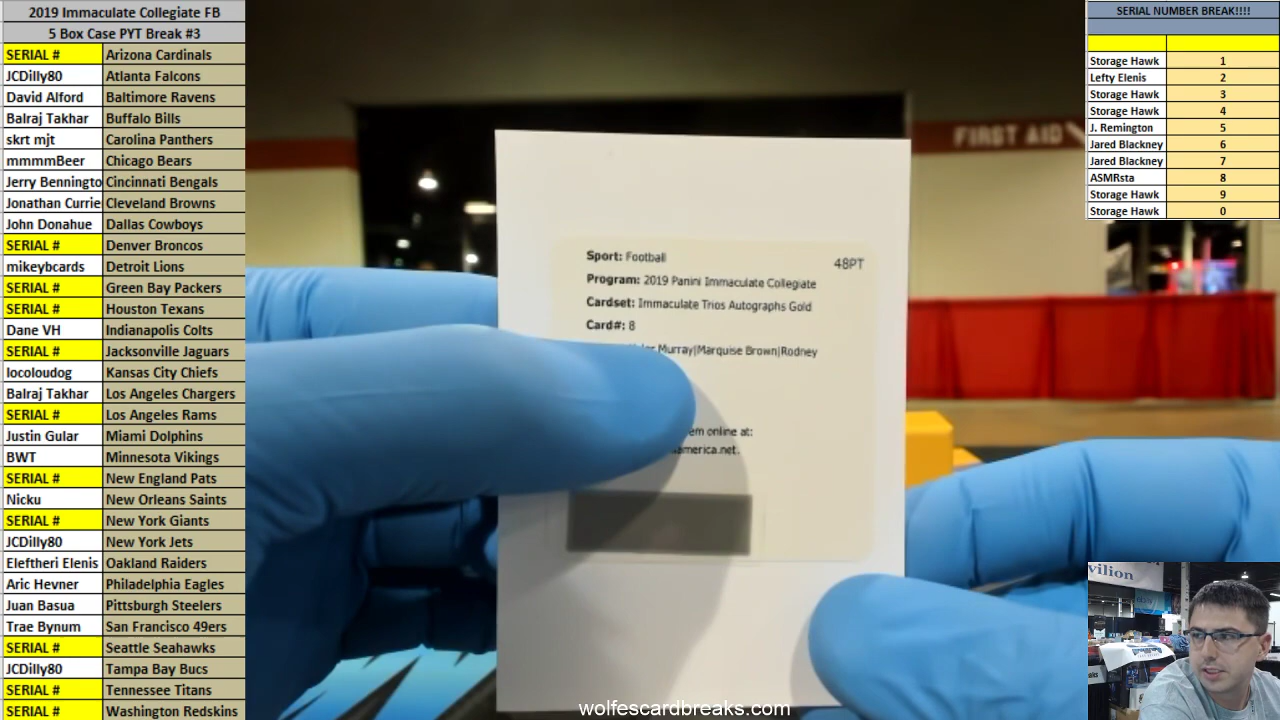 2019 Immaculate Collegiate FB
5 Box Case PYT Break #3
SERIAL # Arizona Cardinals
JCDilly80 Atlanta Falcons
David Alford Baltimore Ravens
Balraj Takhar Buffalo Bills
skrt mjt Carolina Panthers
mmmmBeer Chicago Bears
Jerry Benningto Cincinnati Bengals
Jonathan Currie Cleveland Browns
John Donahue Dallas Cowboys
SERIAL # Denver Broncos
mikeybcards Detroit Lions
SERIAL # Green Bay Packers
SERIAL # Houston Texans
Dane VH Indianapolis Colts
SERIAL # Jacksonville Jaguars
locoloudog Kansas City Chiefs
Balraj Takhar Los Angeles Chargers
SERIAL # Los Angeles Rams
Justin Gular Miami Dolphins
BWT Minnesota Vikings
SERIAL # New England Pats
Nicku New Orleans Saints
SERIAL # New York Giants
JCDilly80 New York Jets
Eleftheri Elenis Oakland Raiders
Aric Hevner Philadelphia Eagles
Juan Basua Pittsburgh Steelers
Trae Bynum San Francisco 49ers
SERIAL # Seattle Seahawks
JCDilly80 Tampa Bay Bucs
SERIAL # Tennessee Titans
SERIAL # Washington Redskins
FIRST AID
Sport: Football
48PT
Program: 2019 Panini Immaculate Collegiate
Cardset: Immaculate Trios Autographs Gold
Card#: 8
Murray|Marquise Brown|Rodney
online at:
wolfescardbreaks.com
SERIAL NUMBER BREAK!!!!
Storage Hawk 1
Lefty Elenis 2
Storage Hawk 3
Storage Hawk 4
J. Remington 5
Jared Blackney 6
Jared Blackney 7
ASMRsta 8
Storage Hawk 9
Storage Hawk 0
vilion